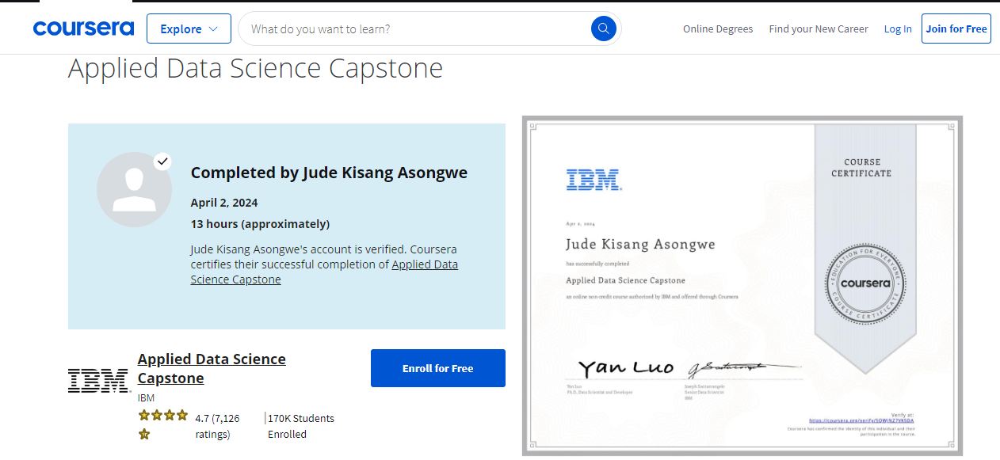 coursera
Explore
What do you want to learn?
Online Degrees
Find your New Career
Log In
Join for Free
Applied Data Science Capstone
Completed by Jude Kisang Asongwe
April 2, 2024
13 hours (approximately)
Jude Kisang Asongwe's account is verified. Coursera
certifies their successful completion of Applied Data
Science Capstone
IBM
Applied Data Science
Capstone
IBM
4.7 (7,126
ratings)
170K Students
Enrolled
Enroll for Free
IBM
Apr 2, 2024
Jude Kisang Asongwe
has successfully completed
Applied Data Science Capstone
an online non-credit course authorized by IBM and offered through Coursera
COURSE
CERTIFICATE
EDUCATION FOR EVERYONE
coursera
COURSE CERTIFICATE
Yan Luo
Yan Luo
Ph.D., Data Scientist and Developer
Joseph Santarcangelo
Senior Data Scientist
IBM
Verify at:
Coursera has confirmed the identity of this individual and their
participation in the course.